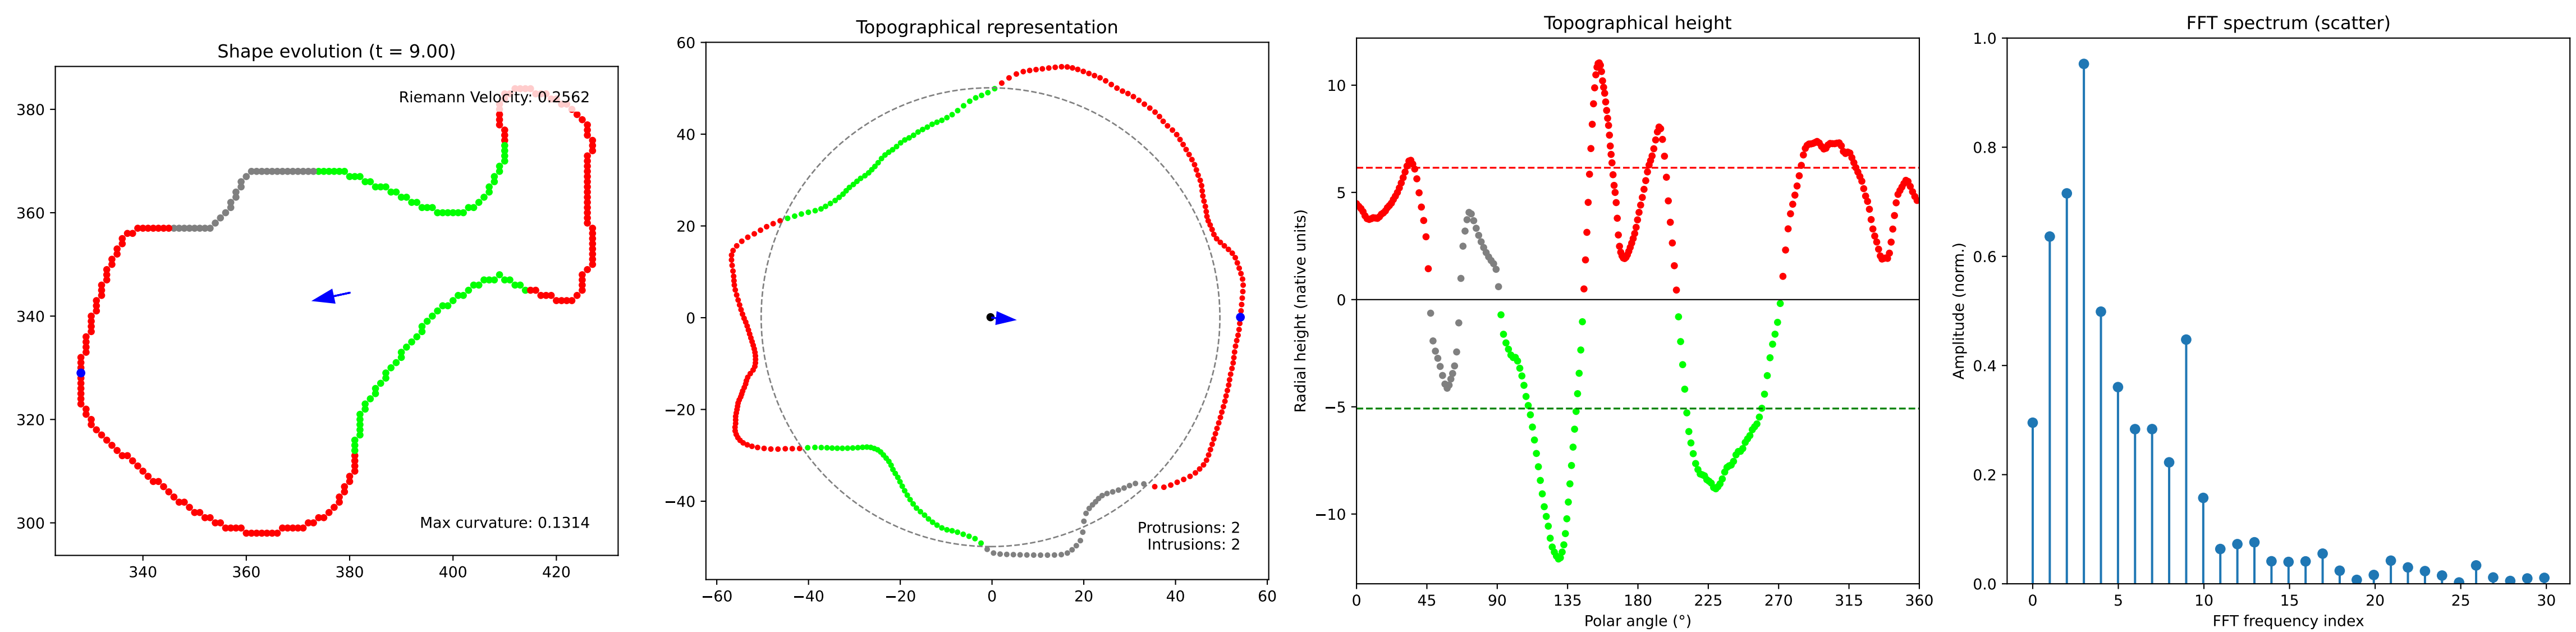 Shape evolution (t = 9.00)
Riemann Velocity: 0.2562
Max curvature: 0.1314
380
360
340
320
300
340 360 380 400 420
Topographical representation
60
40
20
0
−20
−40
−60 −40 −20 0 20 40 60
Protrusions: 2
Intrusions: 2
Topographical height
Radial height (native units)
10
5
0
−5
−10
0 45 90 135 180 225 270 315 360
Polar angle (°)
FFT spectrum (scatter)
Amplitude (norm.)
1.0
0.8
0.6
0.4
0.2
0.0
0 5 10 15 20 25 30
FFT frequency index